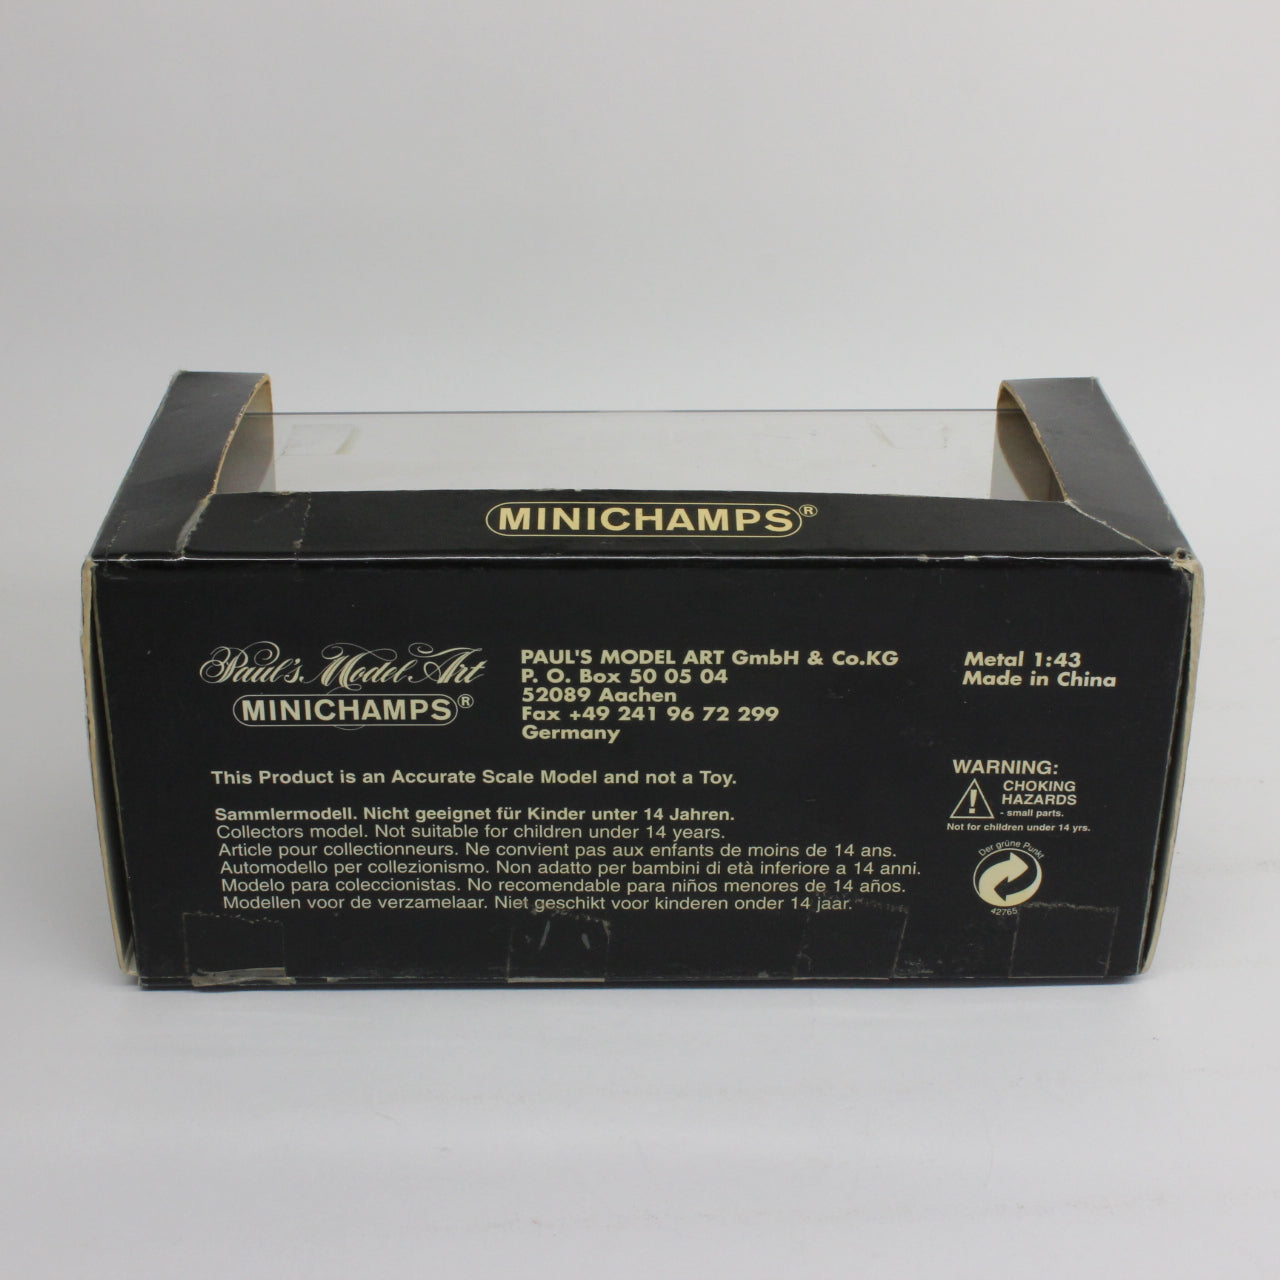 MINICHAMPS®
Paul's Model Art
MINICHAMPS®
PAUL'S MODEL ART GmbH & Co.KG
P. O. Box 50 05 04
52089 Aachen
Fax +49 241 96 72 299
Germany
Metal 1:43
Made in China
This Product is an Accurate Scale Model and not a Toy.
Sammlermodell. Nicht geeignet für Kinder unter 14 Jahren.
Collectors model. Not suitable for children under 14 years.
Article pour collectionneurs. Ne convient pas aux enfants de moins de 14 ans.
Automodello per collezionismo. Non adatto per bambini di età inferiore a 14 anni.
Modelo para coleccionistas. No recomendable para niños menores de 14 años.
Modellen voor de verzamelaar. Niet geschikt voor kinderen onder 14 jaar.
WARNING:
CHOKING
HAZARDS
- small parts.
Not for children under 14 yrs.
Der grüne Punkt
42765